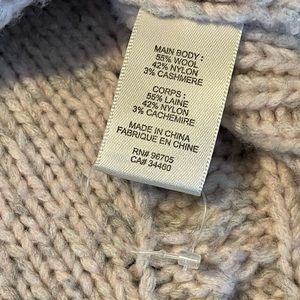 MAIN BODY :
55% WOOL
42% NYLON
3% CASHMERE
CORPS :
55% LAINE
42% NYLON
3% CACHEMIRE
MADE IN CHINA
FABRIQUE EN CHINE
RN# 96705
CA# 34460